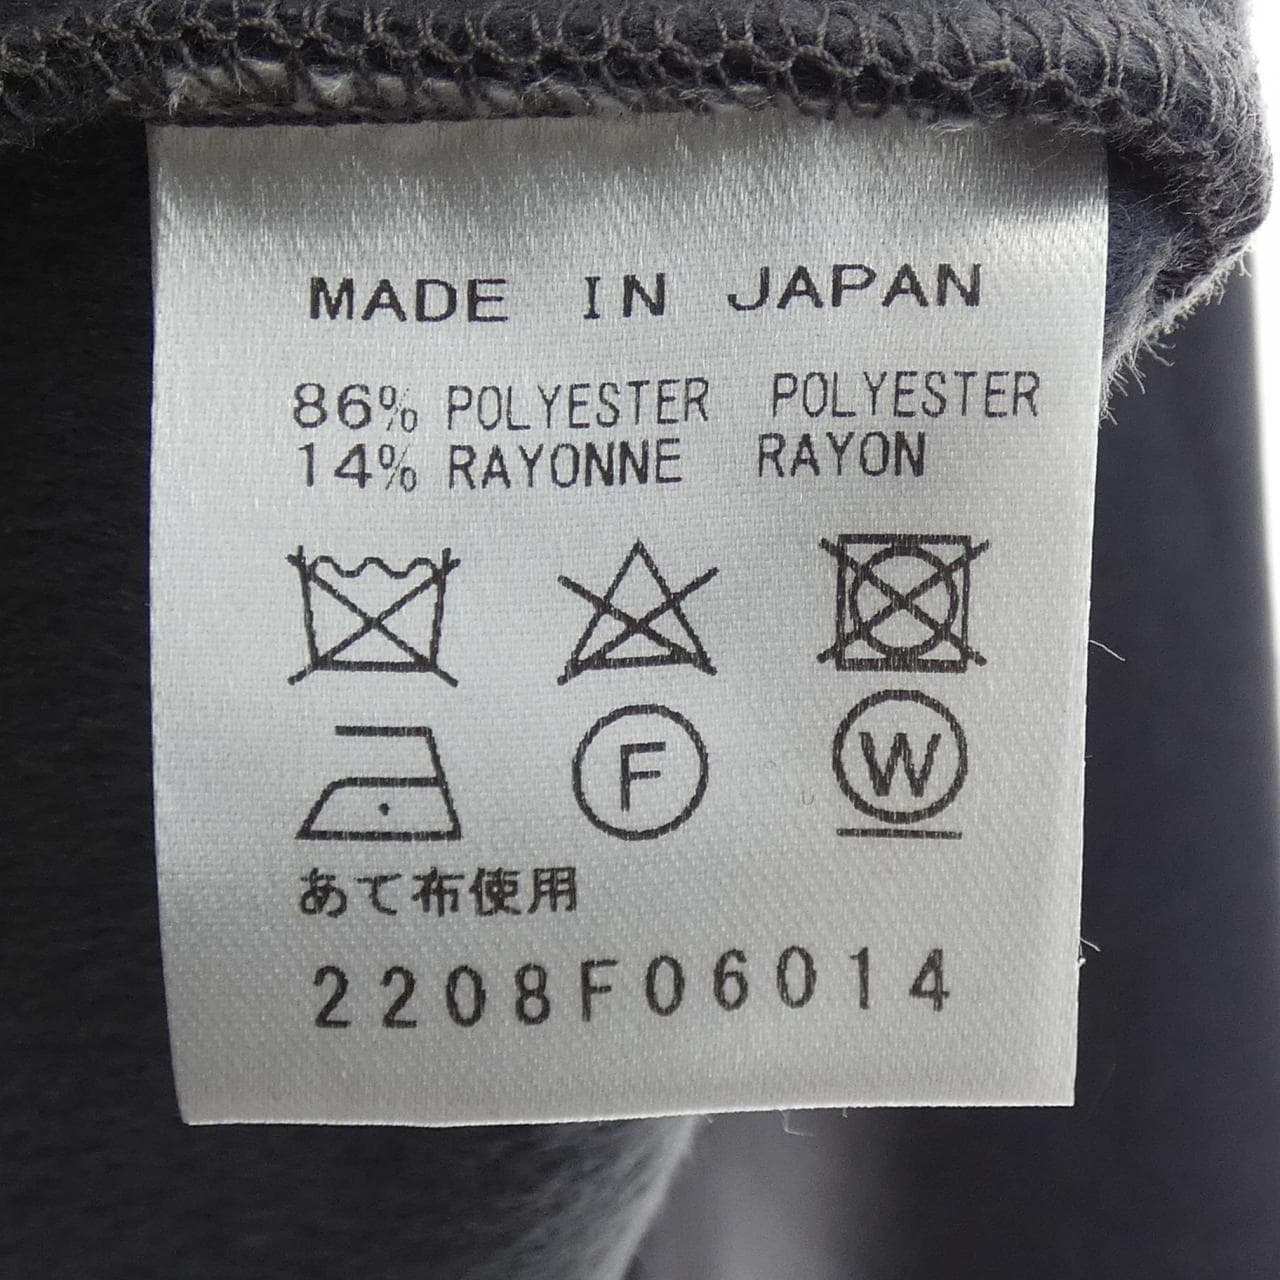 MADE IN JAPAN
86% POLYESTER POLYESTER
14% RAYONNE RAYON
F W
あて布使用
2208F06014